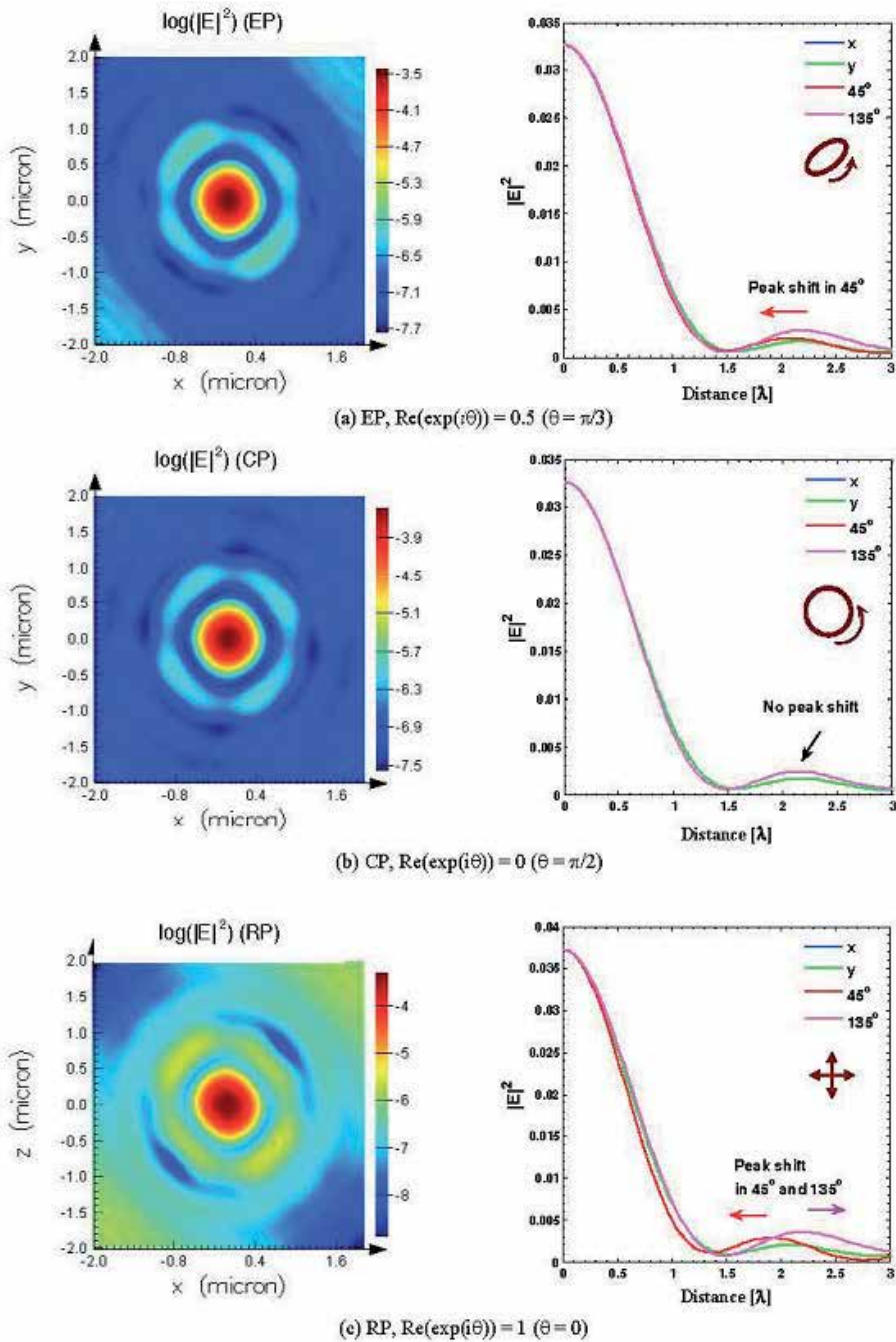 log(|E|²) (EP)
2.0
1.5
1.0
0.5
0.0
-0.5
-1.0
-1.5
-2.0
-2.0 -0.8 0.4 1.6
y (micron)
x (micron)
-3.5
-4.1
-4.7
-5.3
-5.9
-6.5
-7.1
-7.7
0.035
0.03
0.025
0.02
0.015
0.01
0.005
0
0 0.5 1 1.5 2 2.5 3
|E|²
Distance [λ]
x
y
45°
135°
Peak shift in 45°
(a) EP, Re(exp(iθ)) = 0.5 (θ = π/3)
log(|E|²) (CP)
2.0
1.5
1.0
0.5
0.0
-0.5
-1.0
-1.5
-2.0
-2.0 -0.8 0.4 1.6
y (micron)
x (micron)
-3.9
-4.5
-5.1
-5.7
-6.3
-6.9
-7.5
0.035
0.03
0.025
0.02
0.015
0.01
0.005
0
0 0.5 1 1.5 2 2.5 3
|E|²
Distance [λ]
x
y
45°
135°
No peak shift
(b) CP, Re(exp(iθ)) = 0 (θ = π/2)
log(|E|²) (RP)
2.0
1.5
1.0
0.5
0.0
-0.5
-1.0
-1.5
-2.0
-2.0 -0.8 0.4 1.6
z (micron)
x (micron)
-4
-5
-6
-7
-8
0.04
0.035
0.03
0.025
0.02
0.015
0.01
0.005
0
0 0.5 1 1.5 2 2.5 3
|E|²
Distance [λ]
x
y
45°
135°
Peak shift
in 45° and 135°
(c) RP, Re(exp(iθ)) = 1 (θ = 0)